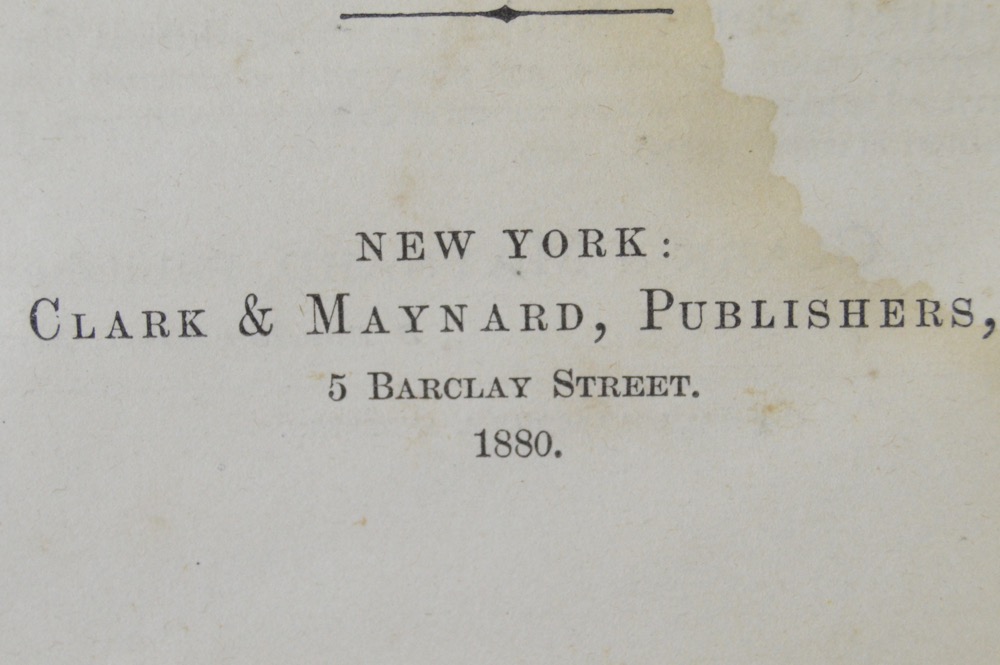 NEW YORK:
CLARK & MAYNARD, PUBLISHERS,
5 BARCLAY STREET.
1880.